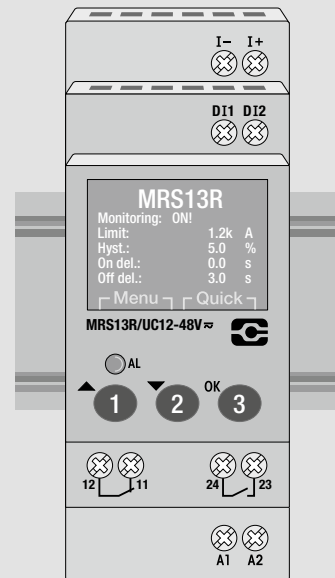 I− I+
DI1 DI2
MRS13R
Monitoring: ON!
Limit: 1.2k A
Hyst.: 5.0 %
On del.: 0.0 s
Off del.: 3.0 s
Menu Quick
MRS13R/UC12-48V≂
AL
OK
1 2 3
12 11 24 23
A1 A2